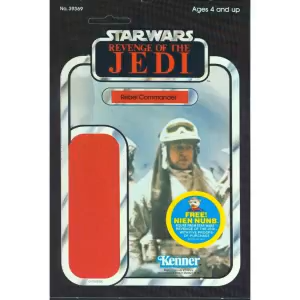 No. 39369
Ages 4 and up
STAR WARS
REVENGE OF THE
JEDI
Rebel Commander
FREE!
NIEN NUNB
Kenner